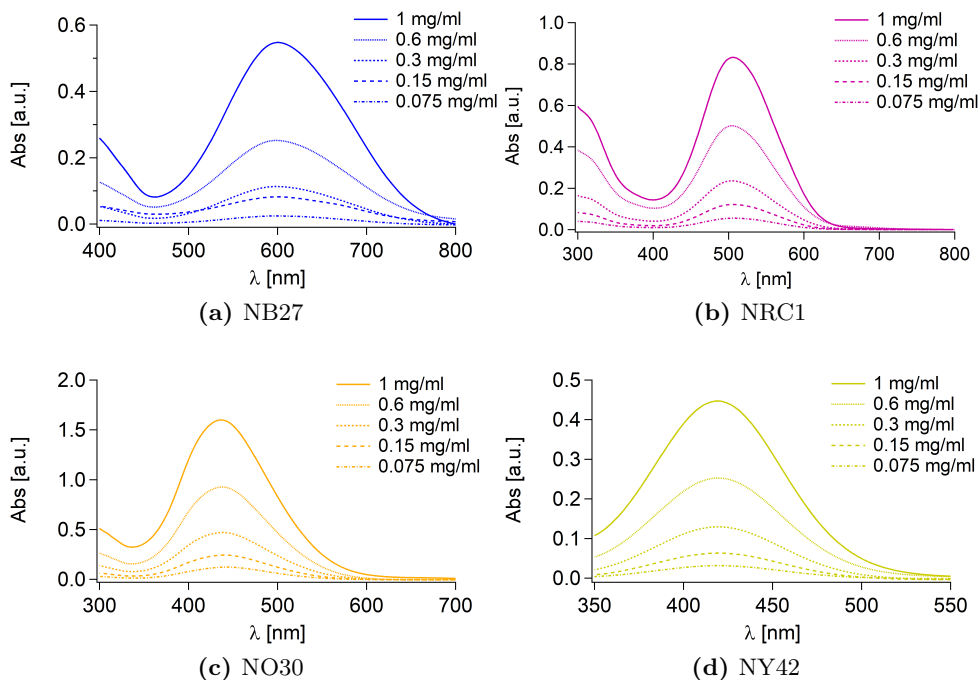 0.6
0.4
0.2
0.0
Abs [a.u.]
400
500
600
700
800
λ [nm]
1 mg/ml
0.6 mg/ml
0.3 mg/ml
0.15 mg/ml
0.075 mg/ml
(a) NB27
1.0
0.8
0.6
0.4
0.2
0.0
Abs [a.u.]
300
400
500
600
700
800
λ [nm]
1 mg/ml
0.6 mg/ml
0.3 mg/ml
0.15 mg/ml
0.075 mg/ml
(b) NRC1
2.0
1.5
1.0
0.5
0.0
Abs [a.u.]
300
400
500
600
700
λ [nm]
1 mg/ml
0.6 mg/ml
0.3 mg/ml
0.15 mg/ml
0.075 mg/ml
(c) NO30
0.5
0.4
0.3
0.2
0.1
0.0
Abs [a.u.]
350
400
450
500
550
λ [nm]
1 mg/ml
0.6 mg/ml
0.3 mg/ml
0.15 mg/ml
0.075 mg/ml
(d) NY42